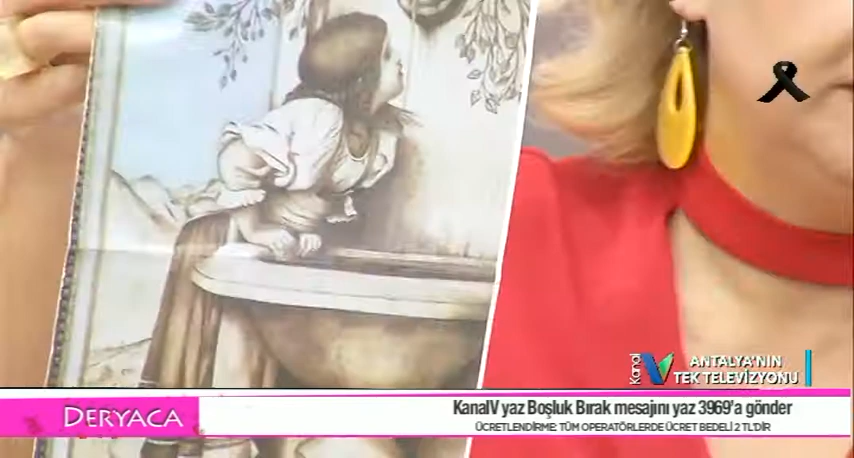 Kanal V
ANTALYA'NIN
TEK TELEVİZYONU
DERYACA
KanalV yaz Boşluk Bırak mesajını yaz 3969'a gönder
ÜCRETLENDİRME: TÜM OPERATÖRLERDE ÜCRET BEDELİ 2 TL'DİR